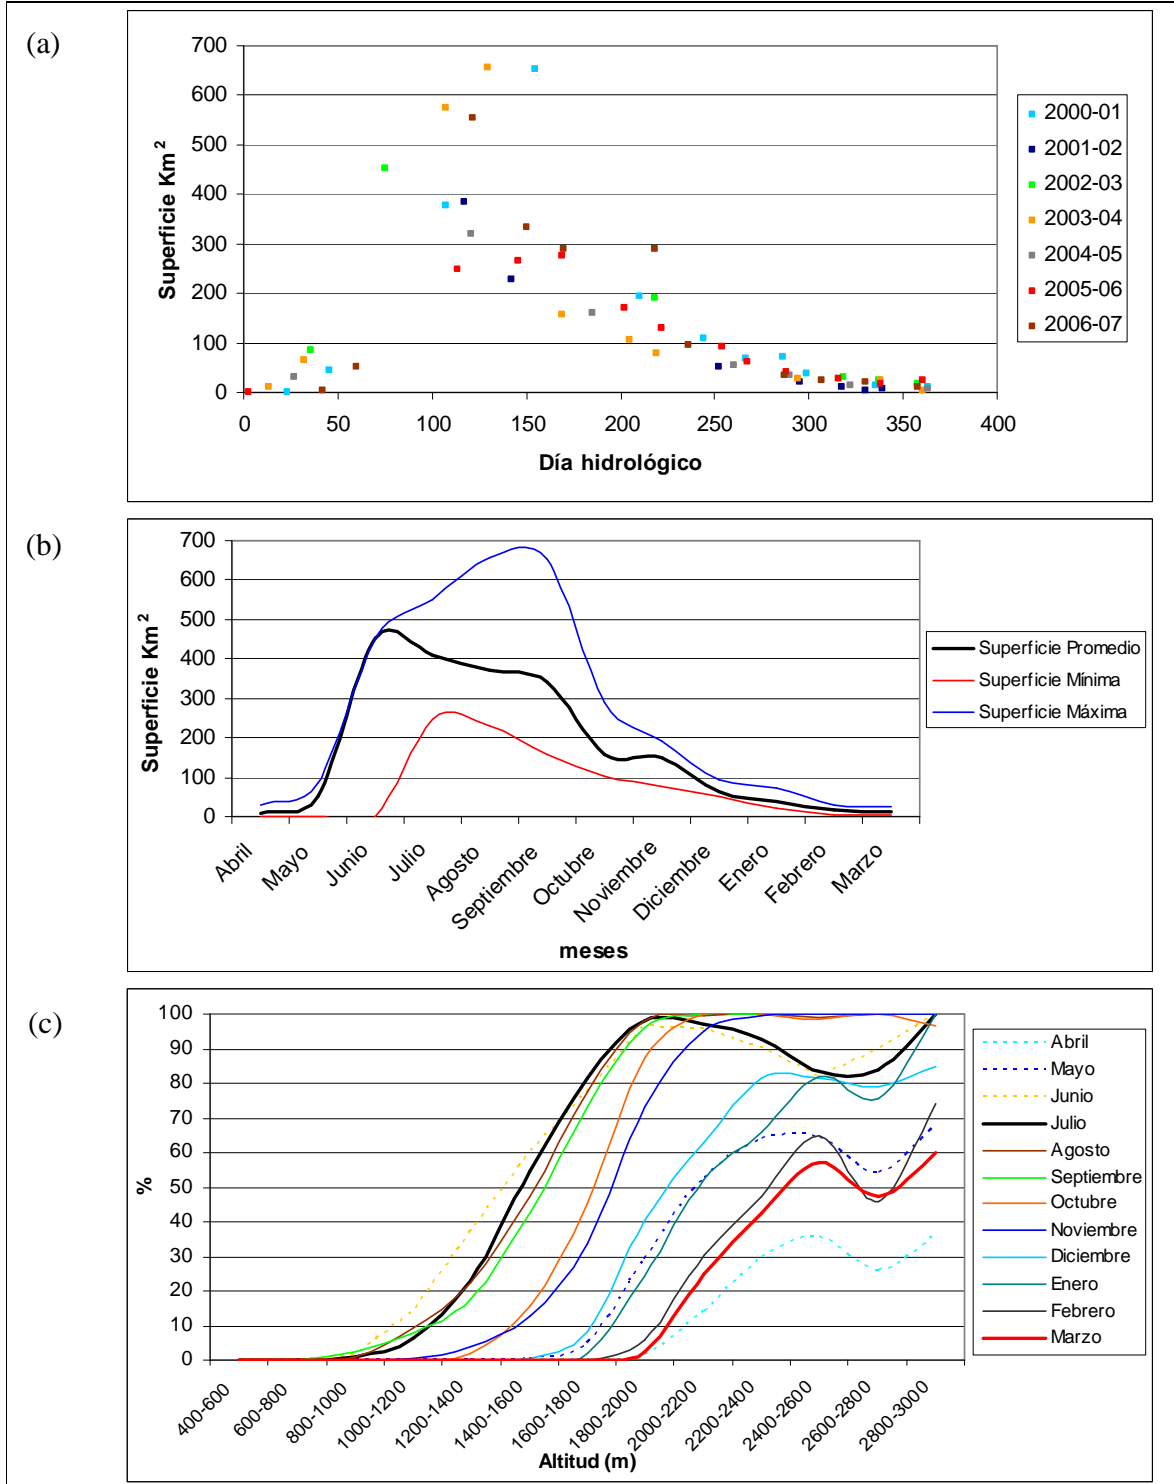 (a)
700
600
500
400
300
200
100
0
Superficie Km²
0 50 100 150 200 250 300 350 400
Día hidrológico
2000-01
2001-02
2002-03
2003-04
2004-05
2005-06
2006-07
(b)
700
600
500
400
300
200
100
0
Superficie Km²
Abril Mayo Junio Julio Agosto Septiembre Octubre Noviembre Diciembre Enero Febrero Marzo
meses
Superficie Promedio
Superficie Mínima
Superficie Máxima
(c)
100
90
80
70
60
50
40
30
20
10
0
%
400-600 600-800 800-1000 1000-1200 1200-1400 1400-1600 1600-1800 1800-2000 2000-2200 2200-2400 2400-2600 2600-2800 2800-3000
Altitud (m)
Abril
Mayo
Junio
Julio
Agosto
Septiembre
Octubre
Noviembre
Diciembre
Enero
Febrero
Marzo